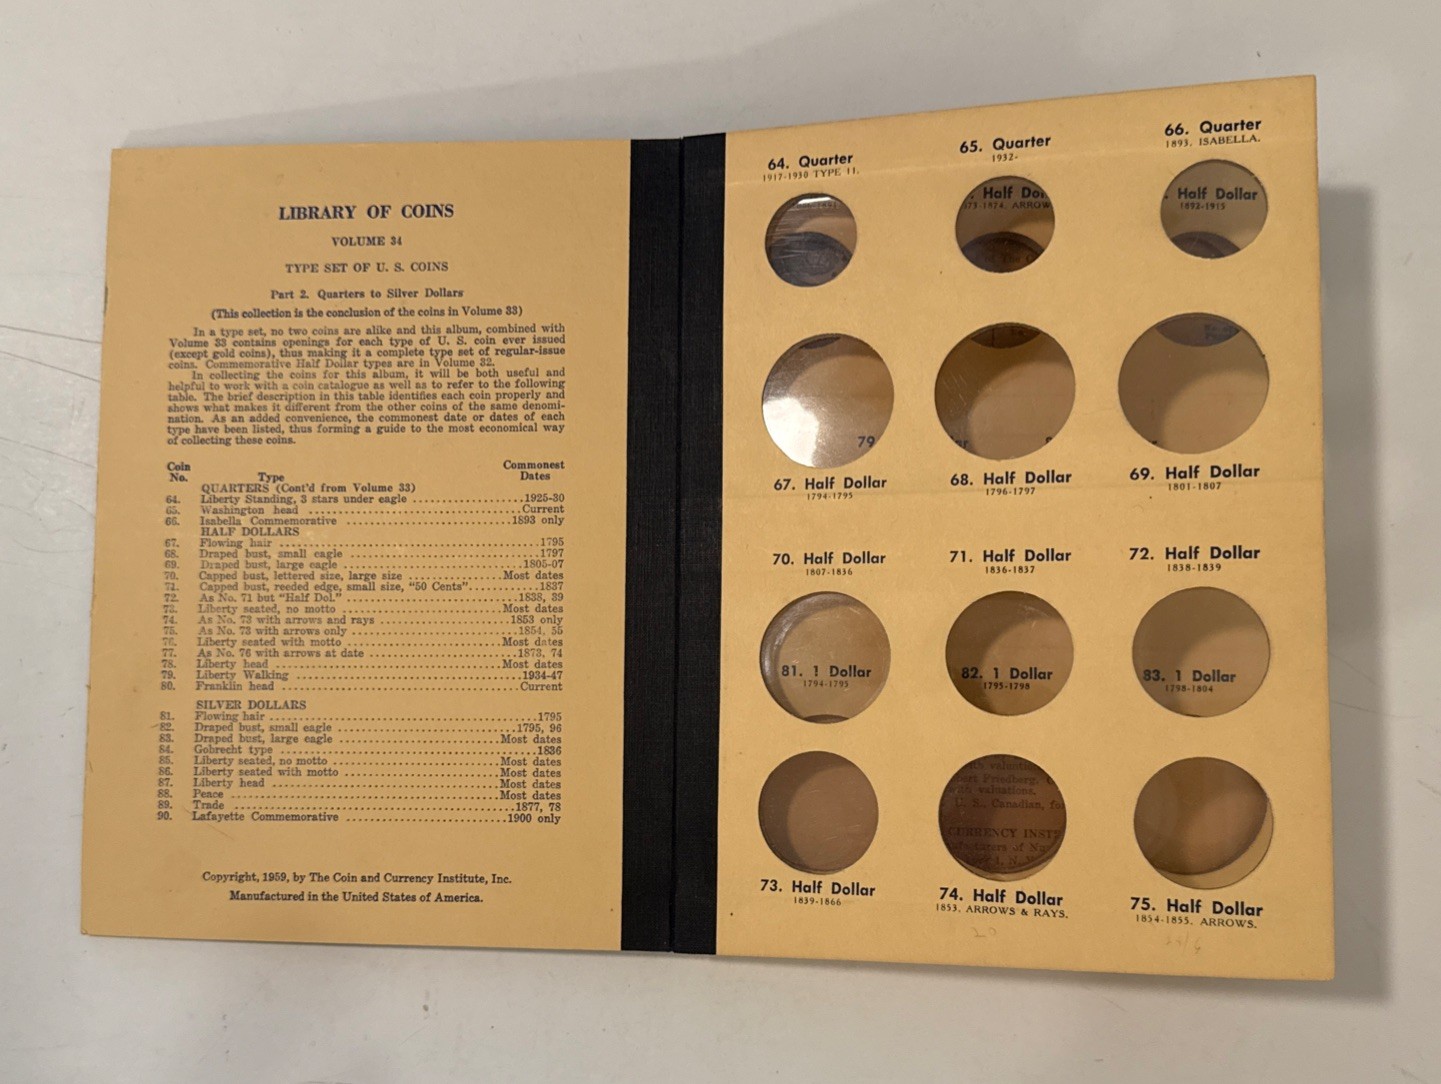 LIBRARY OF COINS
VOLUME 34
TYPE SET OF U. S. COINS
Part 2. Quarters to Silver Dollars
(This collection is the conclusion of the coins in Volume 33)
In a type set, no two coins are alike and this album, combined with
Volume 33 contains openings for each type of U. S. coin ever issued
(except gold coins), thus making it a complete type set of regular-issue
coins. Commemorative Half Dollar types are in Volume 32.
In collecting the coins for this album, it will be both useful and
helpful to work with a coin catalogue as well as to refer to the following
table. The brief description in this table identifies each coin properly and
shows what makes it different from the other coins of the same denomi-
nation. As an added convenience, the commonest date or dates of each
type have been listed, thus forming a guide to the most economical way
of collecting these coins.
Coin No. Type Commonest Dates
QUARTERS (Cont'd from Volume 33)
64. Liberty Standing, 3 stars under eagle 1925-30
65. Washington head Current
66. Isabella Commemorative 1893 only
HALF DOLLARS
67. Flowing hair 1795
68. Draped bust, small eagle 1797
69. Draped bust, large eagle 1805-07
70. Capped bust, lettered size, large size Most dates
71. Capped bust, reeded edge, small size, "50 Cents" 1837
72. As No. 71 but "Half Dol." 1838, 39
73. Liberty seated, no motto Most dates
74. As No. 73 with arrows and rays 1853 only
75. As No. 73 with arrows only 1854, 55
76. Liberty seated with motto Most dates
77. As No. 76 with arrows at date 1873, 74
78. Liberty head Most dates
79. Liberty Walking 1934-47
80. Franklin head Current
SILVER DOLLARS
81. Flowing hair 1795
82. Draped bust, small eagle 1795, 96
83. Draped bust, large eagle Most dates
84. Gobrecht type 1836
85. Liberty seated, no motto Most dates
86. Liberty seated with motto Most dates
87. Liberty head Most dates
88. Peace Most dates
89. Trade 1877, 78
90. Lafayette Commemorative 1900 only
Copyright, 1959, by The Coin and Currency Institute, Inc.
Manufactured in the United States of America.
64. Quarter
1917-1930 TYPE II.
65. Quarter
1932-
66. Quarter
1893. ISABELLA.
Half Dol
73-1874. ARROW
. Half Dollar
1892-1915
79
67. Half Dollar
1794-1795
68. Half Dollar
1796-1797
69. Half Dollar
1801-1807
70. Half Dollar
1807-1836
71. Half Dollar
1836-1837
72. Half Dollar
1838-1839
81. 1 Dollar
1794-1795
82. 1 Dollar
1795-1798
83. 1 Dollar
1798-1804
with valuations.
U. S., Canadian, fo
CURRENCY INST
73. Half Dollar
1839-1866
74. Half Dollar
1853. ARROWS & RAYS.
75. Half Dollar
1854-1855. ARROWS.
20